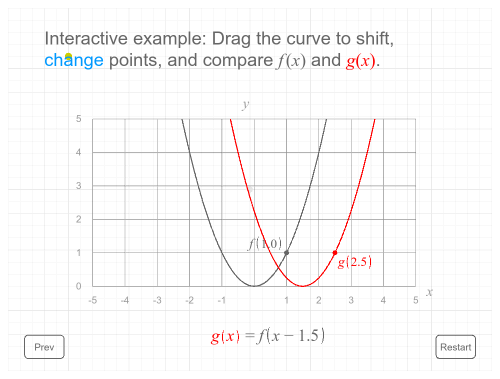 Interactive example: Drag the curve to shift,
change points, and compare f(x) and g(x).
y
5
4
3
2
1
0
f(1.0)
g(2.5)
-5 -4 -3 -2 -1 1 2 3 4 5
x
g(x) = f(x − 1.5)
Prev
Restart